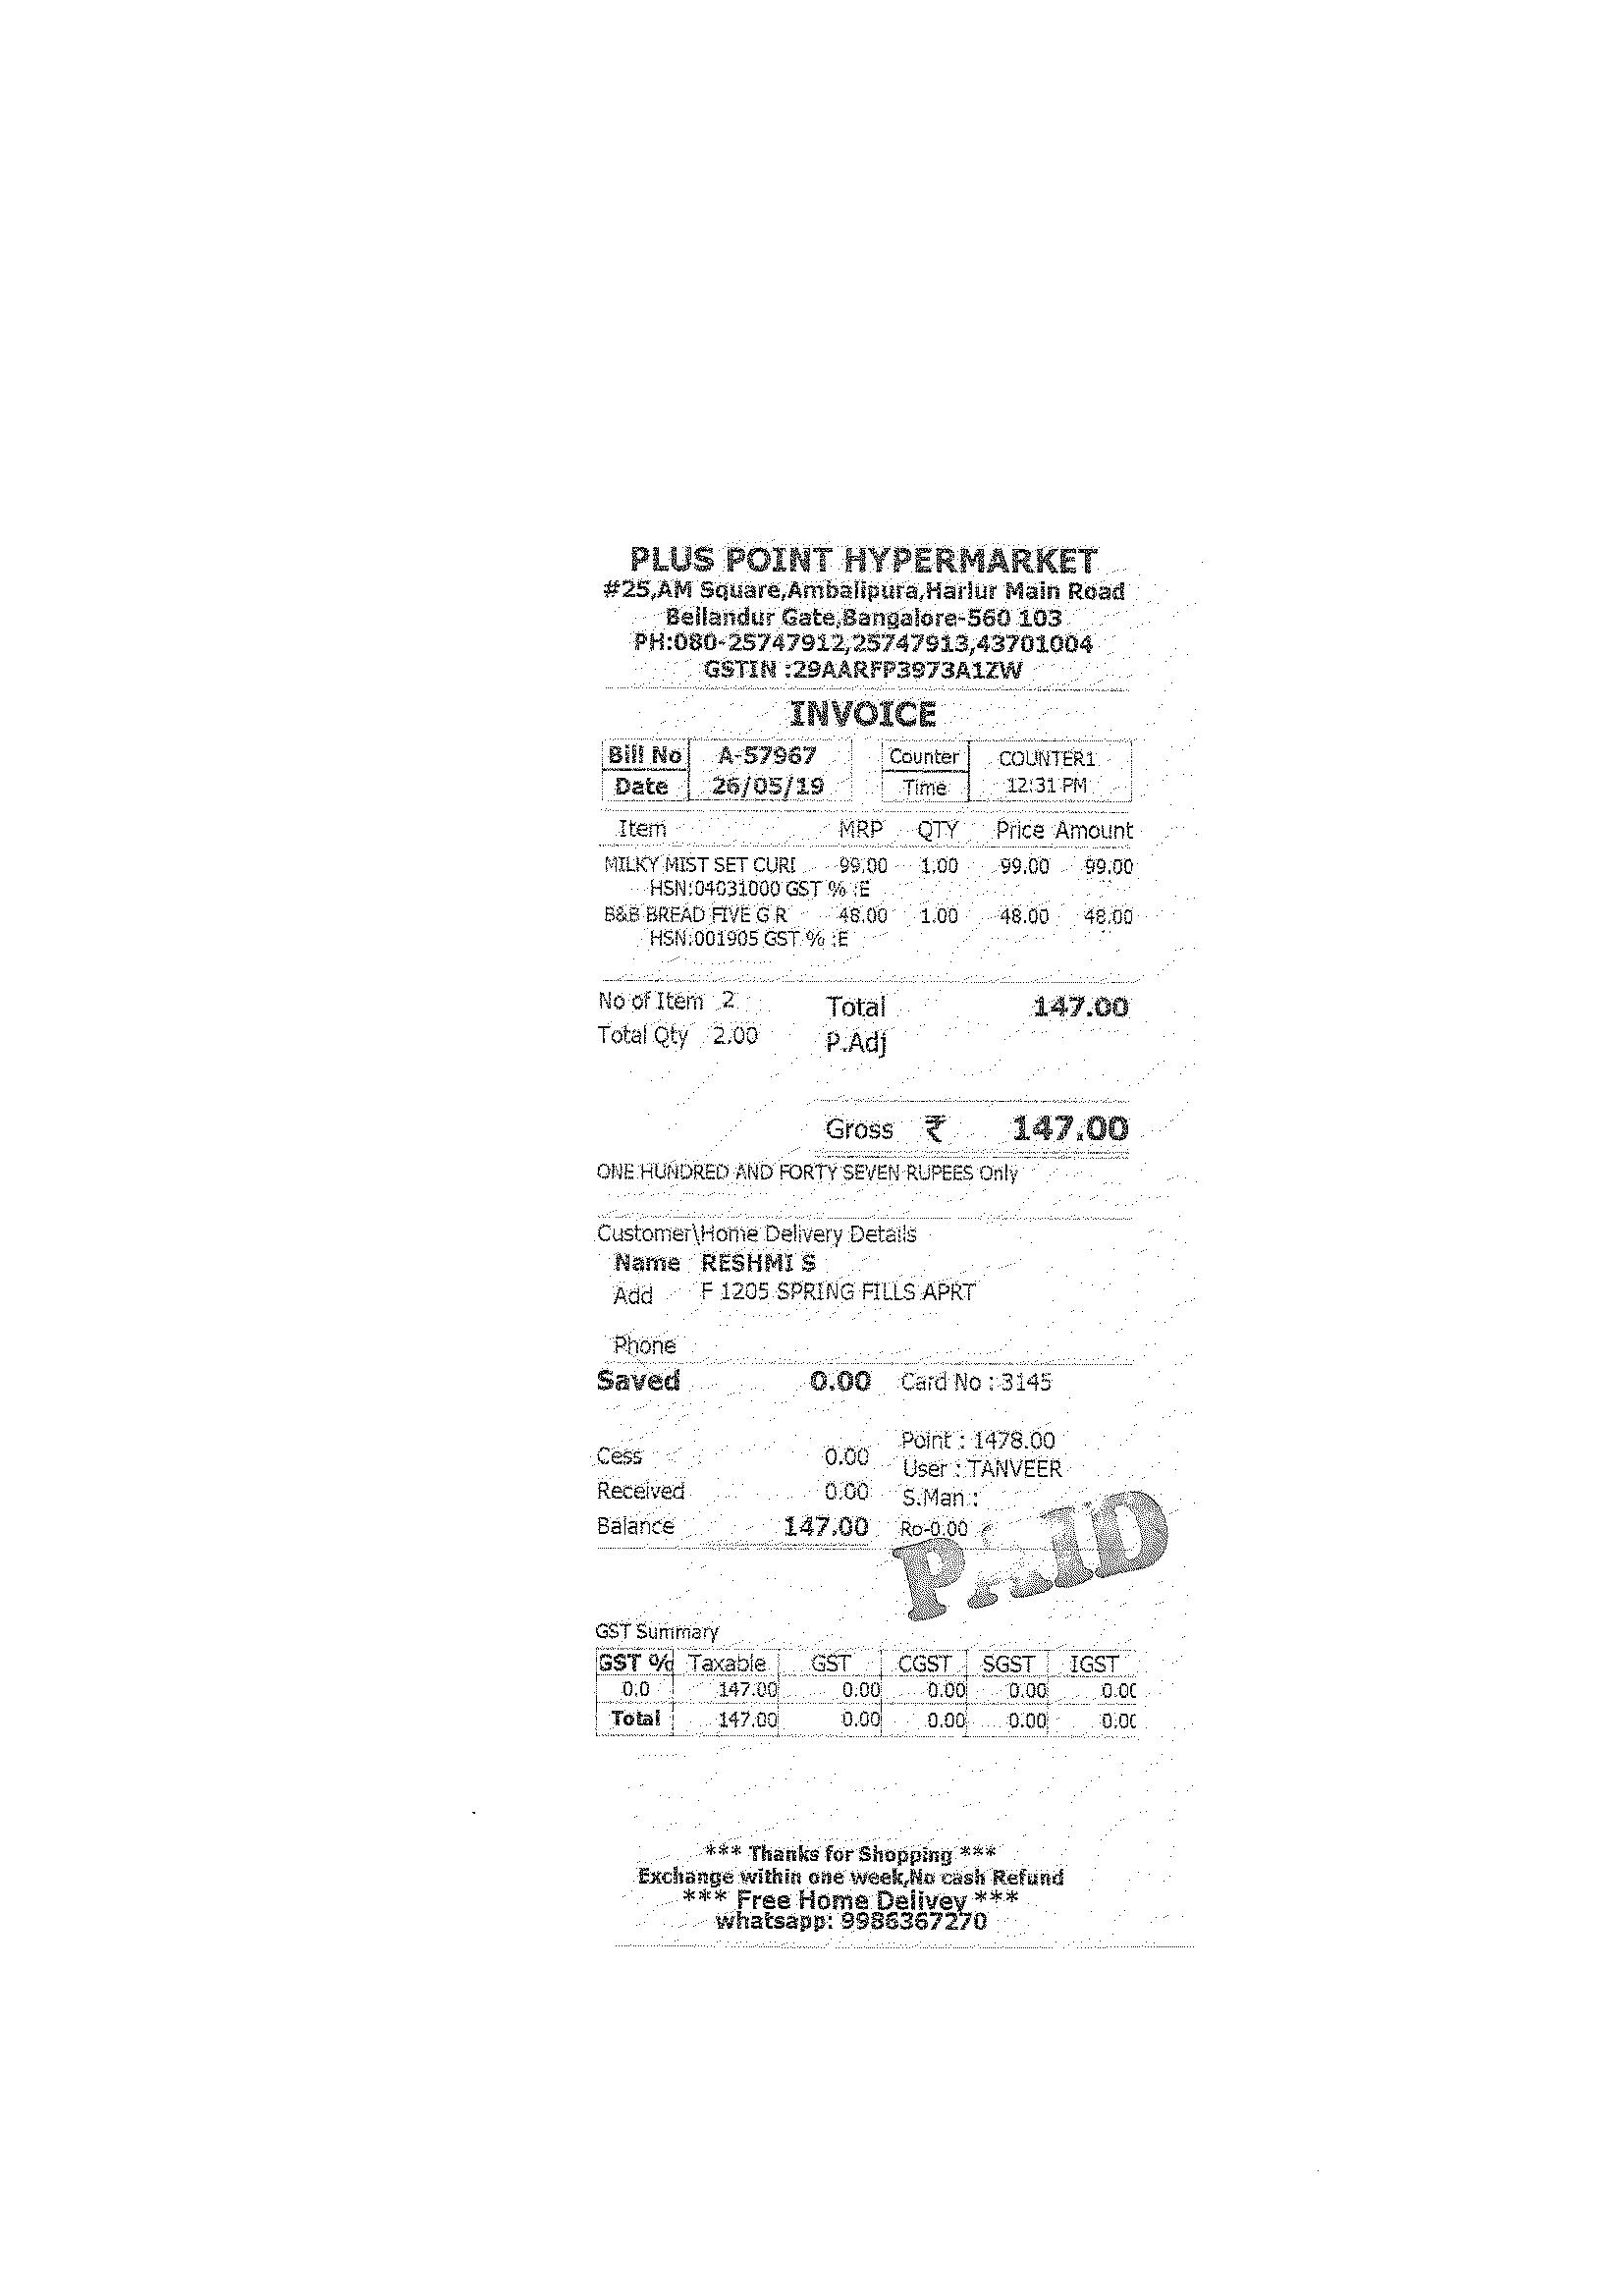 PLUS POINT HYPERMARKET
#25,AM Square,Ambalipura,Harlur Main Road
Bellandur Gate,Bangalore-560 103
PH:080-25747912,25747913,43701004
GSTIN :29AARFP3973A1ZW
INVOICE
Bill No A-57967 Counter COUNTER1
Date 26/05/19 Time 12:31 PM
Item MRP QTY Price Amount
MILKY MIST SET CURI 99.00 1.00 99.00 99.00
HSN:04031000 GST % :E
B&B BREAD FIVE G R 48.00 1.00 48.00 48.00
HSN:001905 GST % :E
No of Item 2 Total 147.00
Total Qty 2.00 P.Adj
Gross ₹ 147.00
ONE HUNDRED AND FORTY SEVEN RUPEES Only
Customer\Home Delivery Details
Name RESHMI S
Add F 1205 SPRING FILLS APRT
Phone
Saved 0.00 Card No : 3145
Point : 1478.00
Cess 0.00
User : TANVEER
Received 0.00 S.Man :
Balance 147.00 Ro-0.00
PAID
GST Summary
GST % Taxable GST CGST SGST IGST
0.0 147.00 0.00 0.00 0.00 0.0(
Total 147.00 0.00 0.00 0.00 0.0(
*** Thanks for Shopping ***
Exchange within one week,No cash Refund
*** Free Home Delivey ***
whatsapp: 9986367270